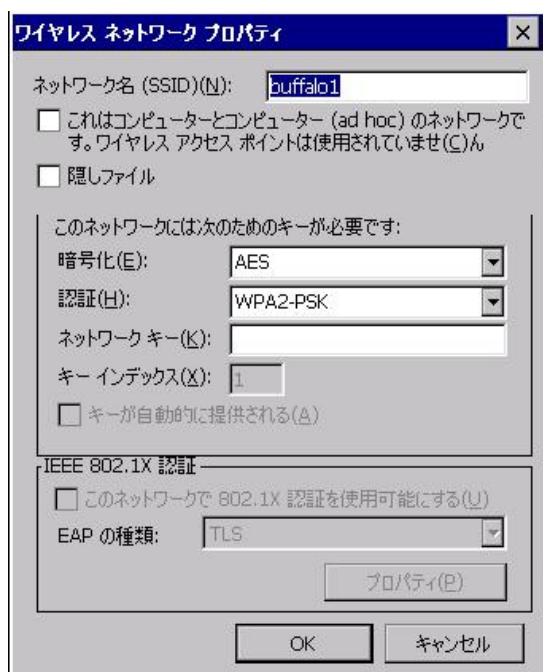 ワイヤレス ネットワーク プロパティ
ネットワーク名 (SSID)(N): buffalo1
これはコンピューターとコンピューター (ad hoc) のネットワークで
す。ワイヤレス アクセス ポイントは使用されていませ(C)ん
隠しファイル
このネットワークには次のためのキーが必要です:
暗号化(E): AES
認証(H): WPA2-PSK
ネットワーク キー(K):
キー インデックス(X): 1
キーが自動的に提供される(A)
IEEE 802.1X 認証
このネットワークで 802.1X 認証を使用可能にする(U)
EAP の種類: TLS
プロパティ(P)
OK キャンセル